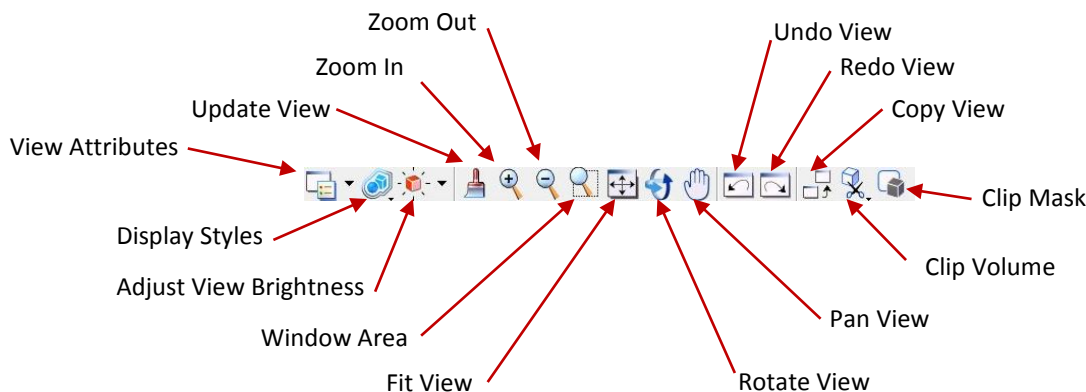 Zoom Out
Undo View
Zoom In
Redo View
Update View
Copy View
View Attributes
Clip Mask
Display Styles
Clip Volume
Adjust View Brightness
Pan View
Window Area
Fit View
Rotate View